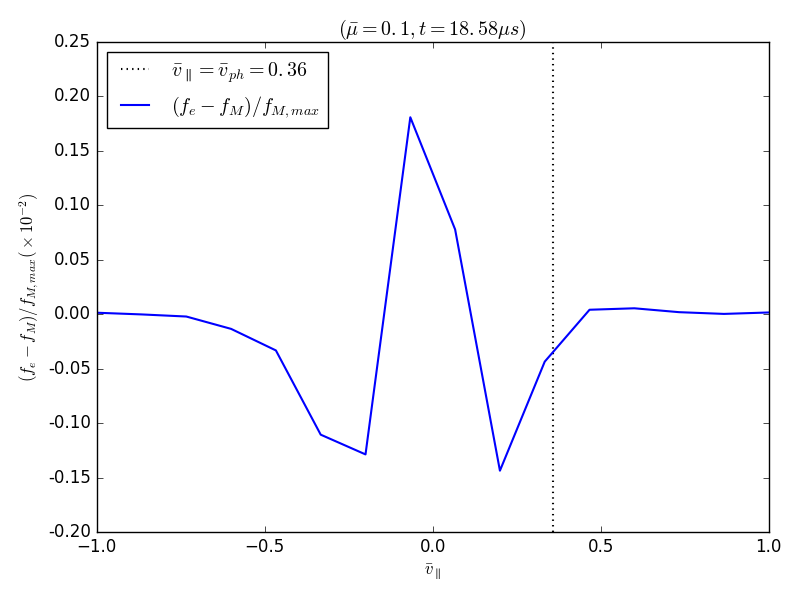 (μ̄ = 0.1, t = 18.58μs)
v̄∥ = v̄ph = 0.36
(fe − fM)/fM,max
0.25
0.20
0.15
0.10
0.05
0.00
-0.05
-0.10
-0.15
-0.20
(fe − fM)/fM,max(×10⁻²)
−1.0 −0.5 0.0 0.5 1.0
v̄∥